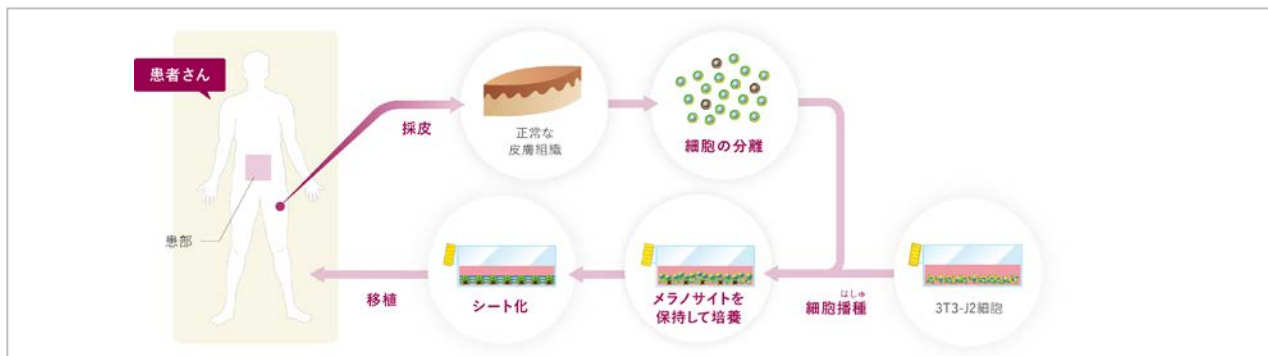 患者さん
採皮
正常な
皮膚組織
細胞の分離
患部
移植
シート化
メラノサイトを
保持して培養
はしゅ
細胞播種
3T3-J2細胞